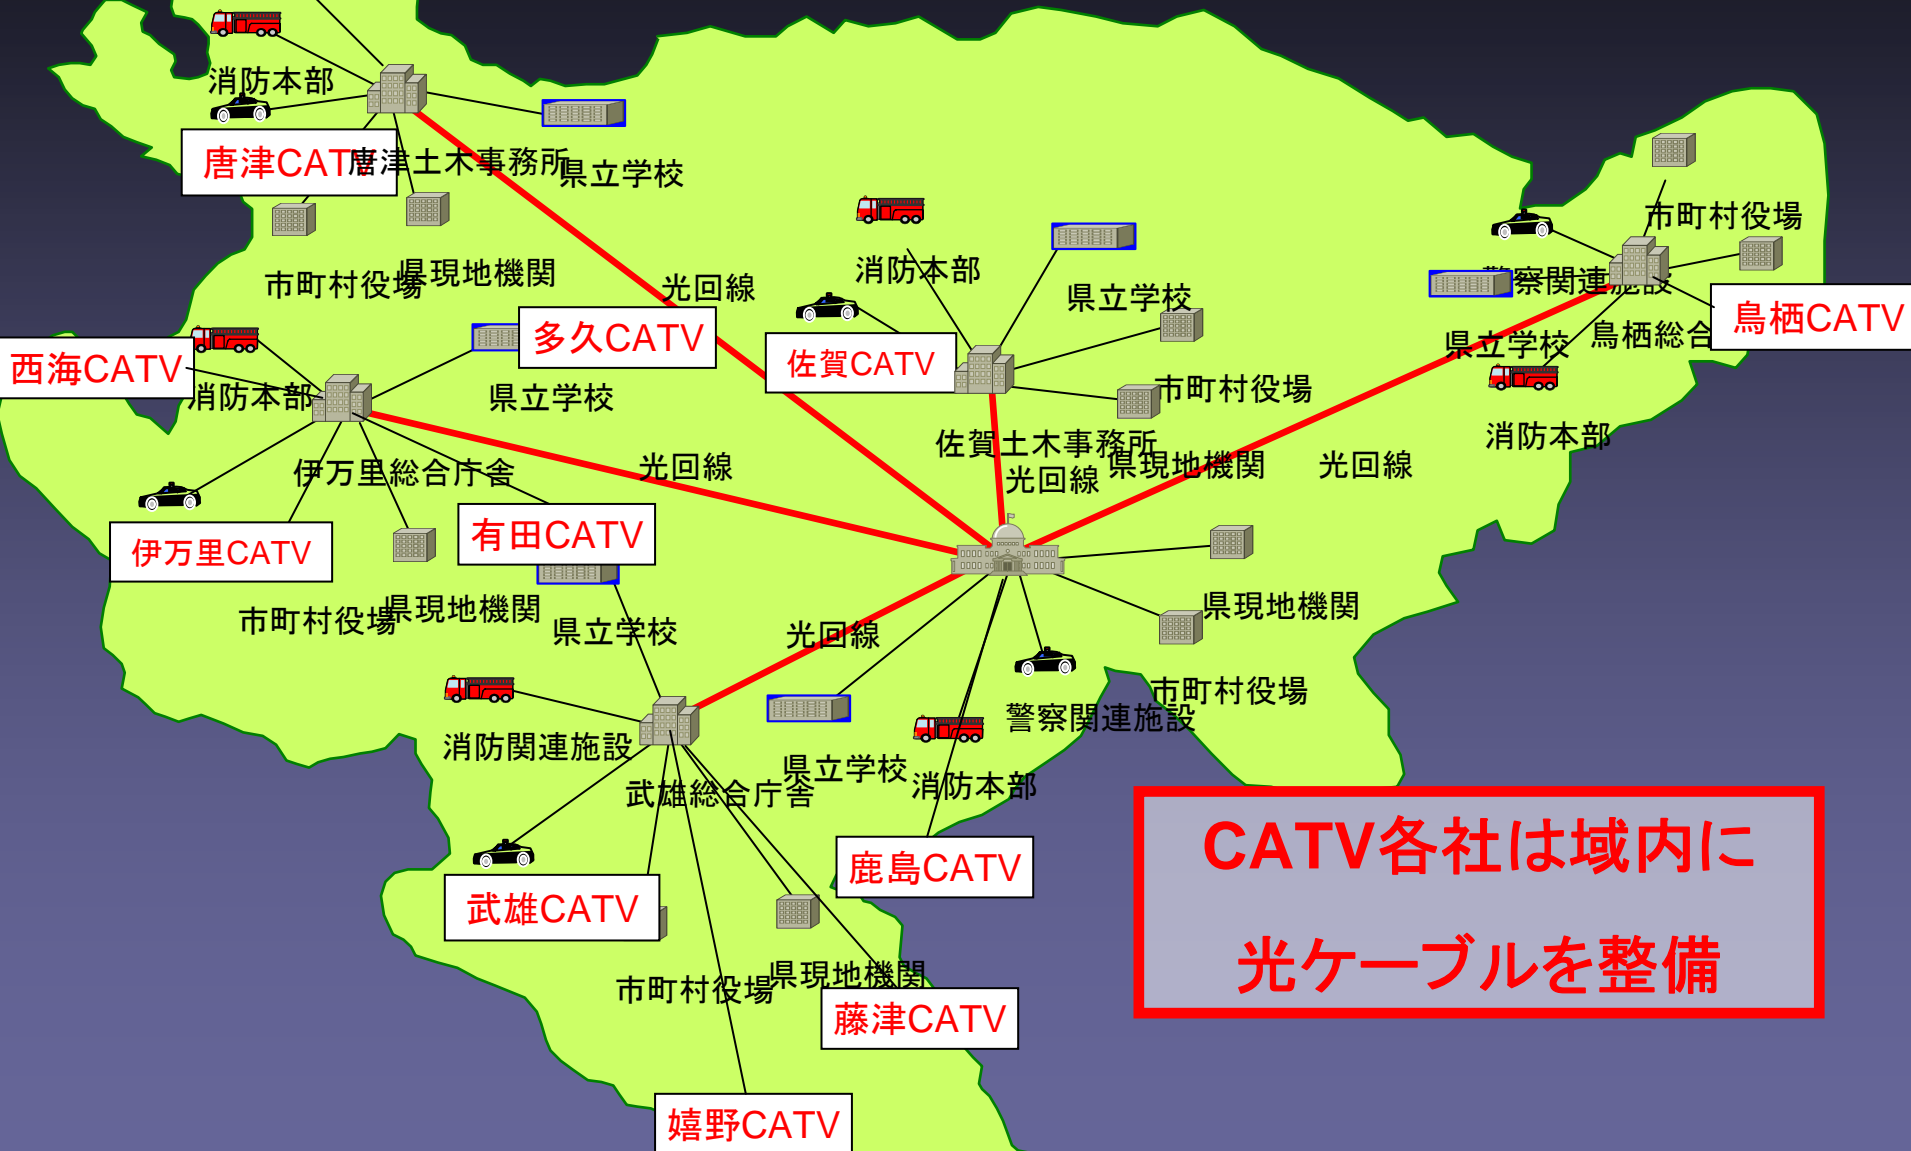 消防本部
唐津CATV
唐津土木事務所
県立学校
市町村役場
県現地機関
光回線
消防本部
県立学校
市町村役場
警察関連施設
鳥栖CATV
西海CATV
消防本部
多久CATV
県立学校
佐賀CATV
市町村役場
県立学校
鳥栖総合
消防本部
伊万里総合庁舎
光回線
佐賀土木事務所
光回線
県現地機関
光回線
伊万里CATV
有田CATV
市町村役場
県現地機関
県立学校
光回線
県現地機関
市町村役場
警察関連施設
消防関連施設
武雄総合庁舎
県立学校
消防本部
鹿島CATV
武雄CATV
市町村役場
県現地機関
藤津CATV
嬉野CATV
CATV各社は域内に
光ケーブルを整備